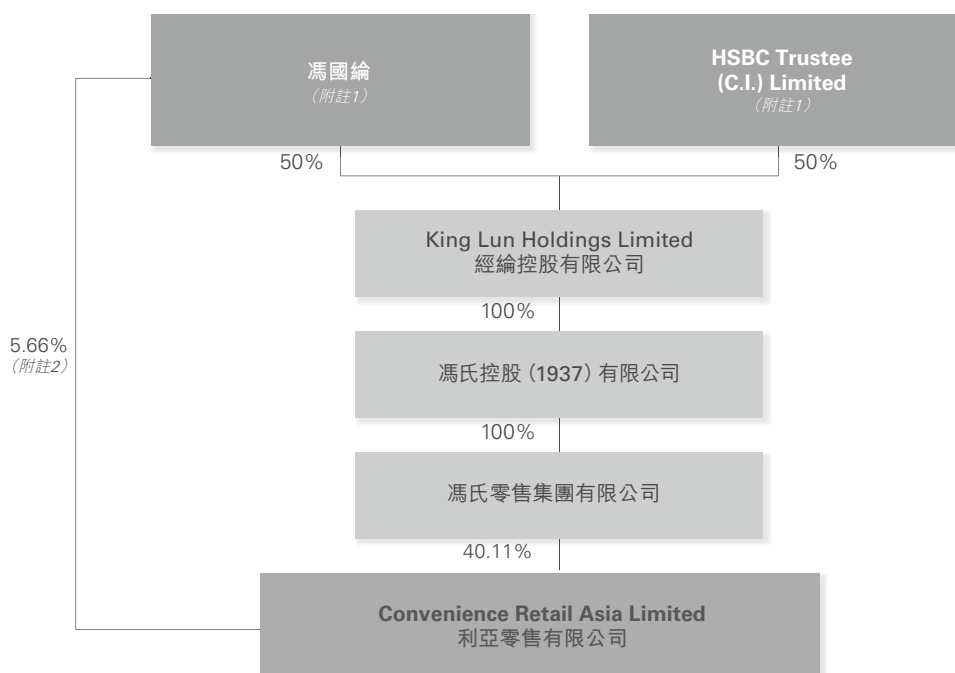 馮國綸
（附註1）
HSBC Trustee
(C.I.) Limited
（附註1）
50%
50%
King Lun Holdings Limited
經綸控股有限公司
100%
5.66%
（附註2）
馮氏控股（1937）有限公司
100%
馮氏零售集團有限公司
40.11%
Convenience Retail Asia Limited
利亞零售有限公司